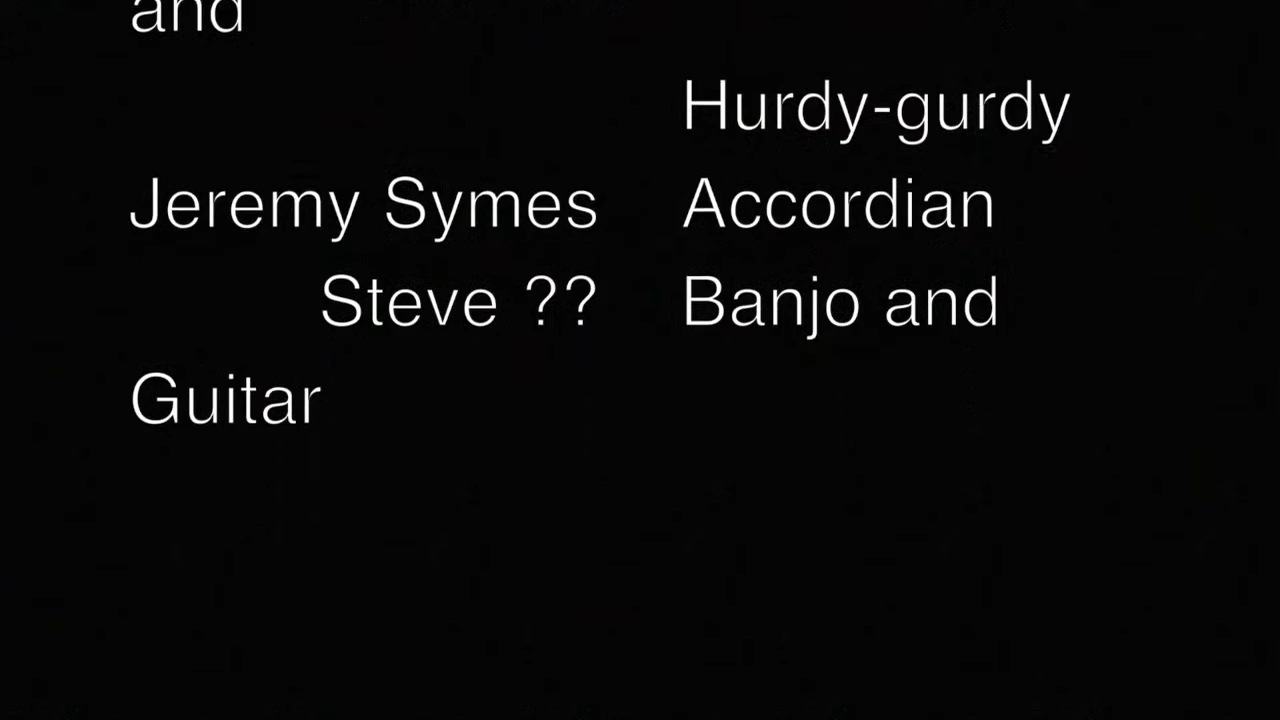 and
Hurdy-gurdy
Jeremy Symes Accordian
Steve ?? Banjo and
Guitar